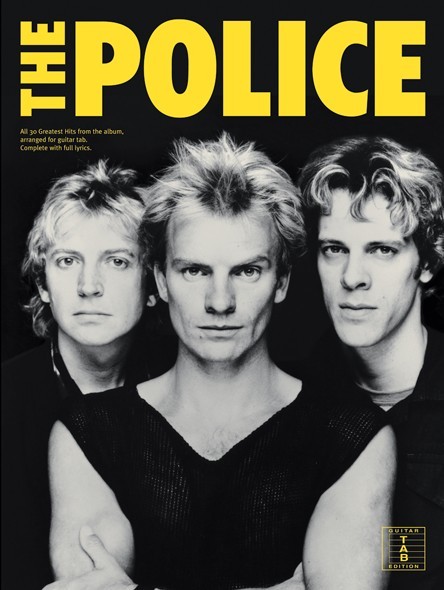 THE
POLICE
All 30 Greatest Hits from the album,
arranged for guitar tab.
Complete with full lyrics.
GUITAR
TAB
EDITION